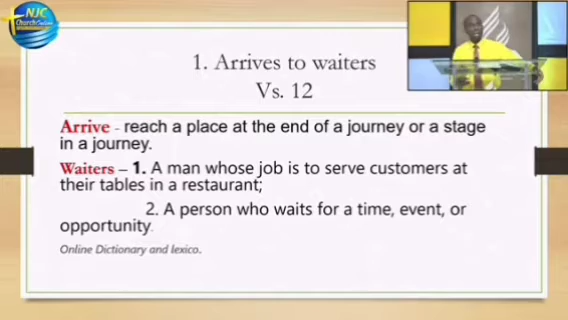 NJC
Church Online
1. Arrives to waiters
Vs. 12
Arrive - reach a place at the end of a journey or a stage
in a journey.
Waiters – 1. A man whose job is to serve customers at
their tables in a restaurant;
2. A person who waits for a time, event, or
opportunity.
Online Dictionary and lexico.